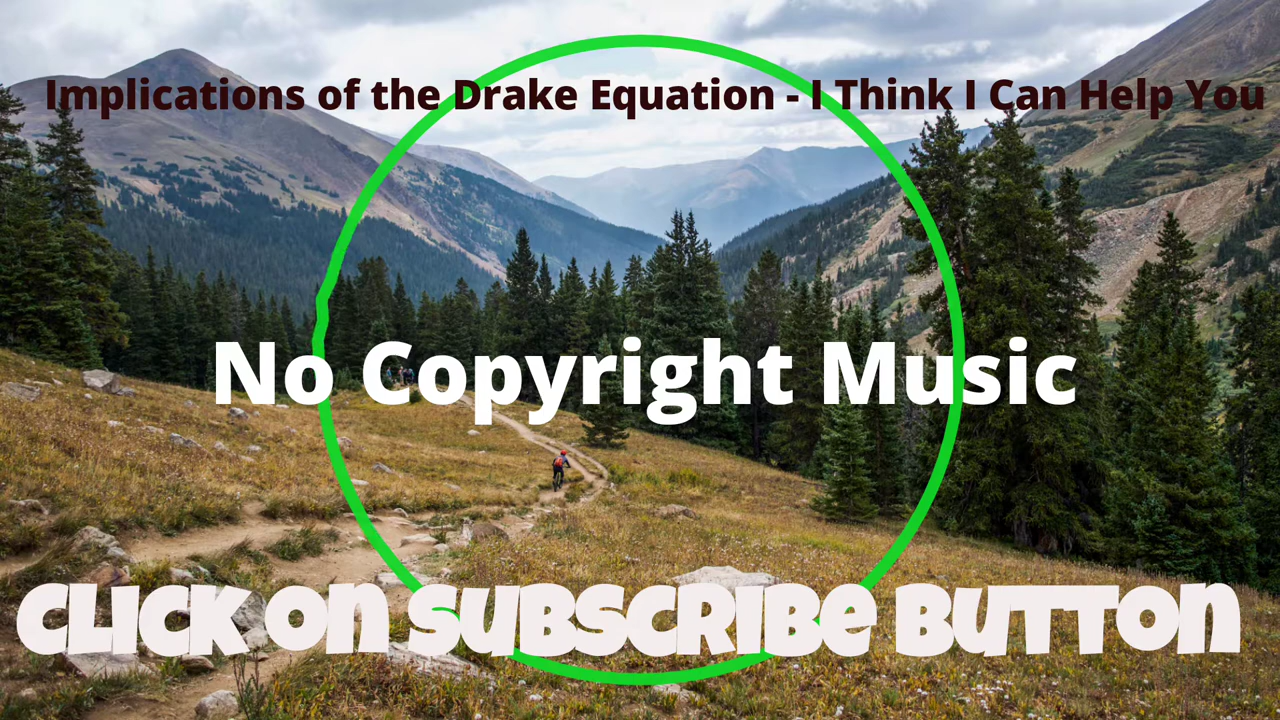 Implications of the Drake Equation - I Think I Can Help You
No Copyright Music
CLICK ON SUBSCRIBE BUTTON